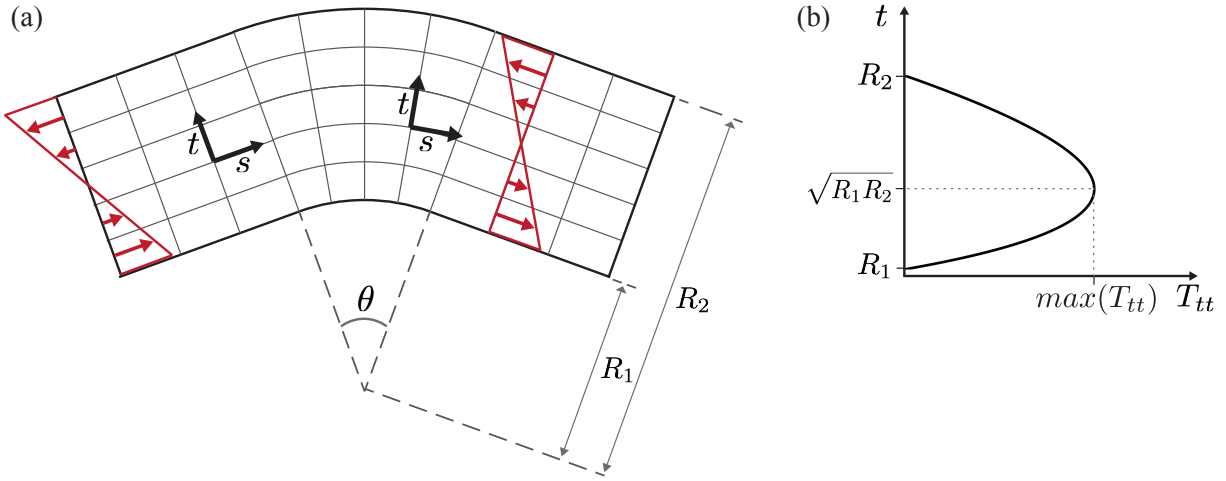 (a)
t
s
t
s
θ
R₁
R₂
(b)
t
R₂
√R₁R₂
R₁
max(Tₜₜ)
Tₜₜ